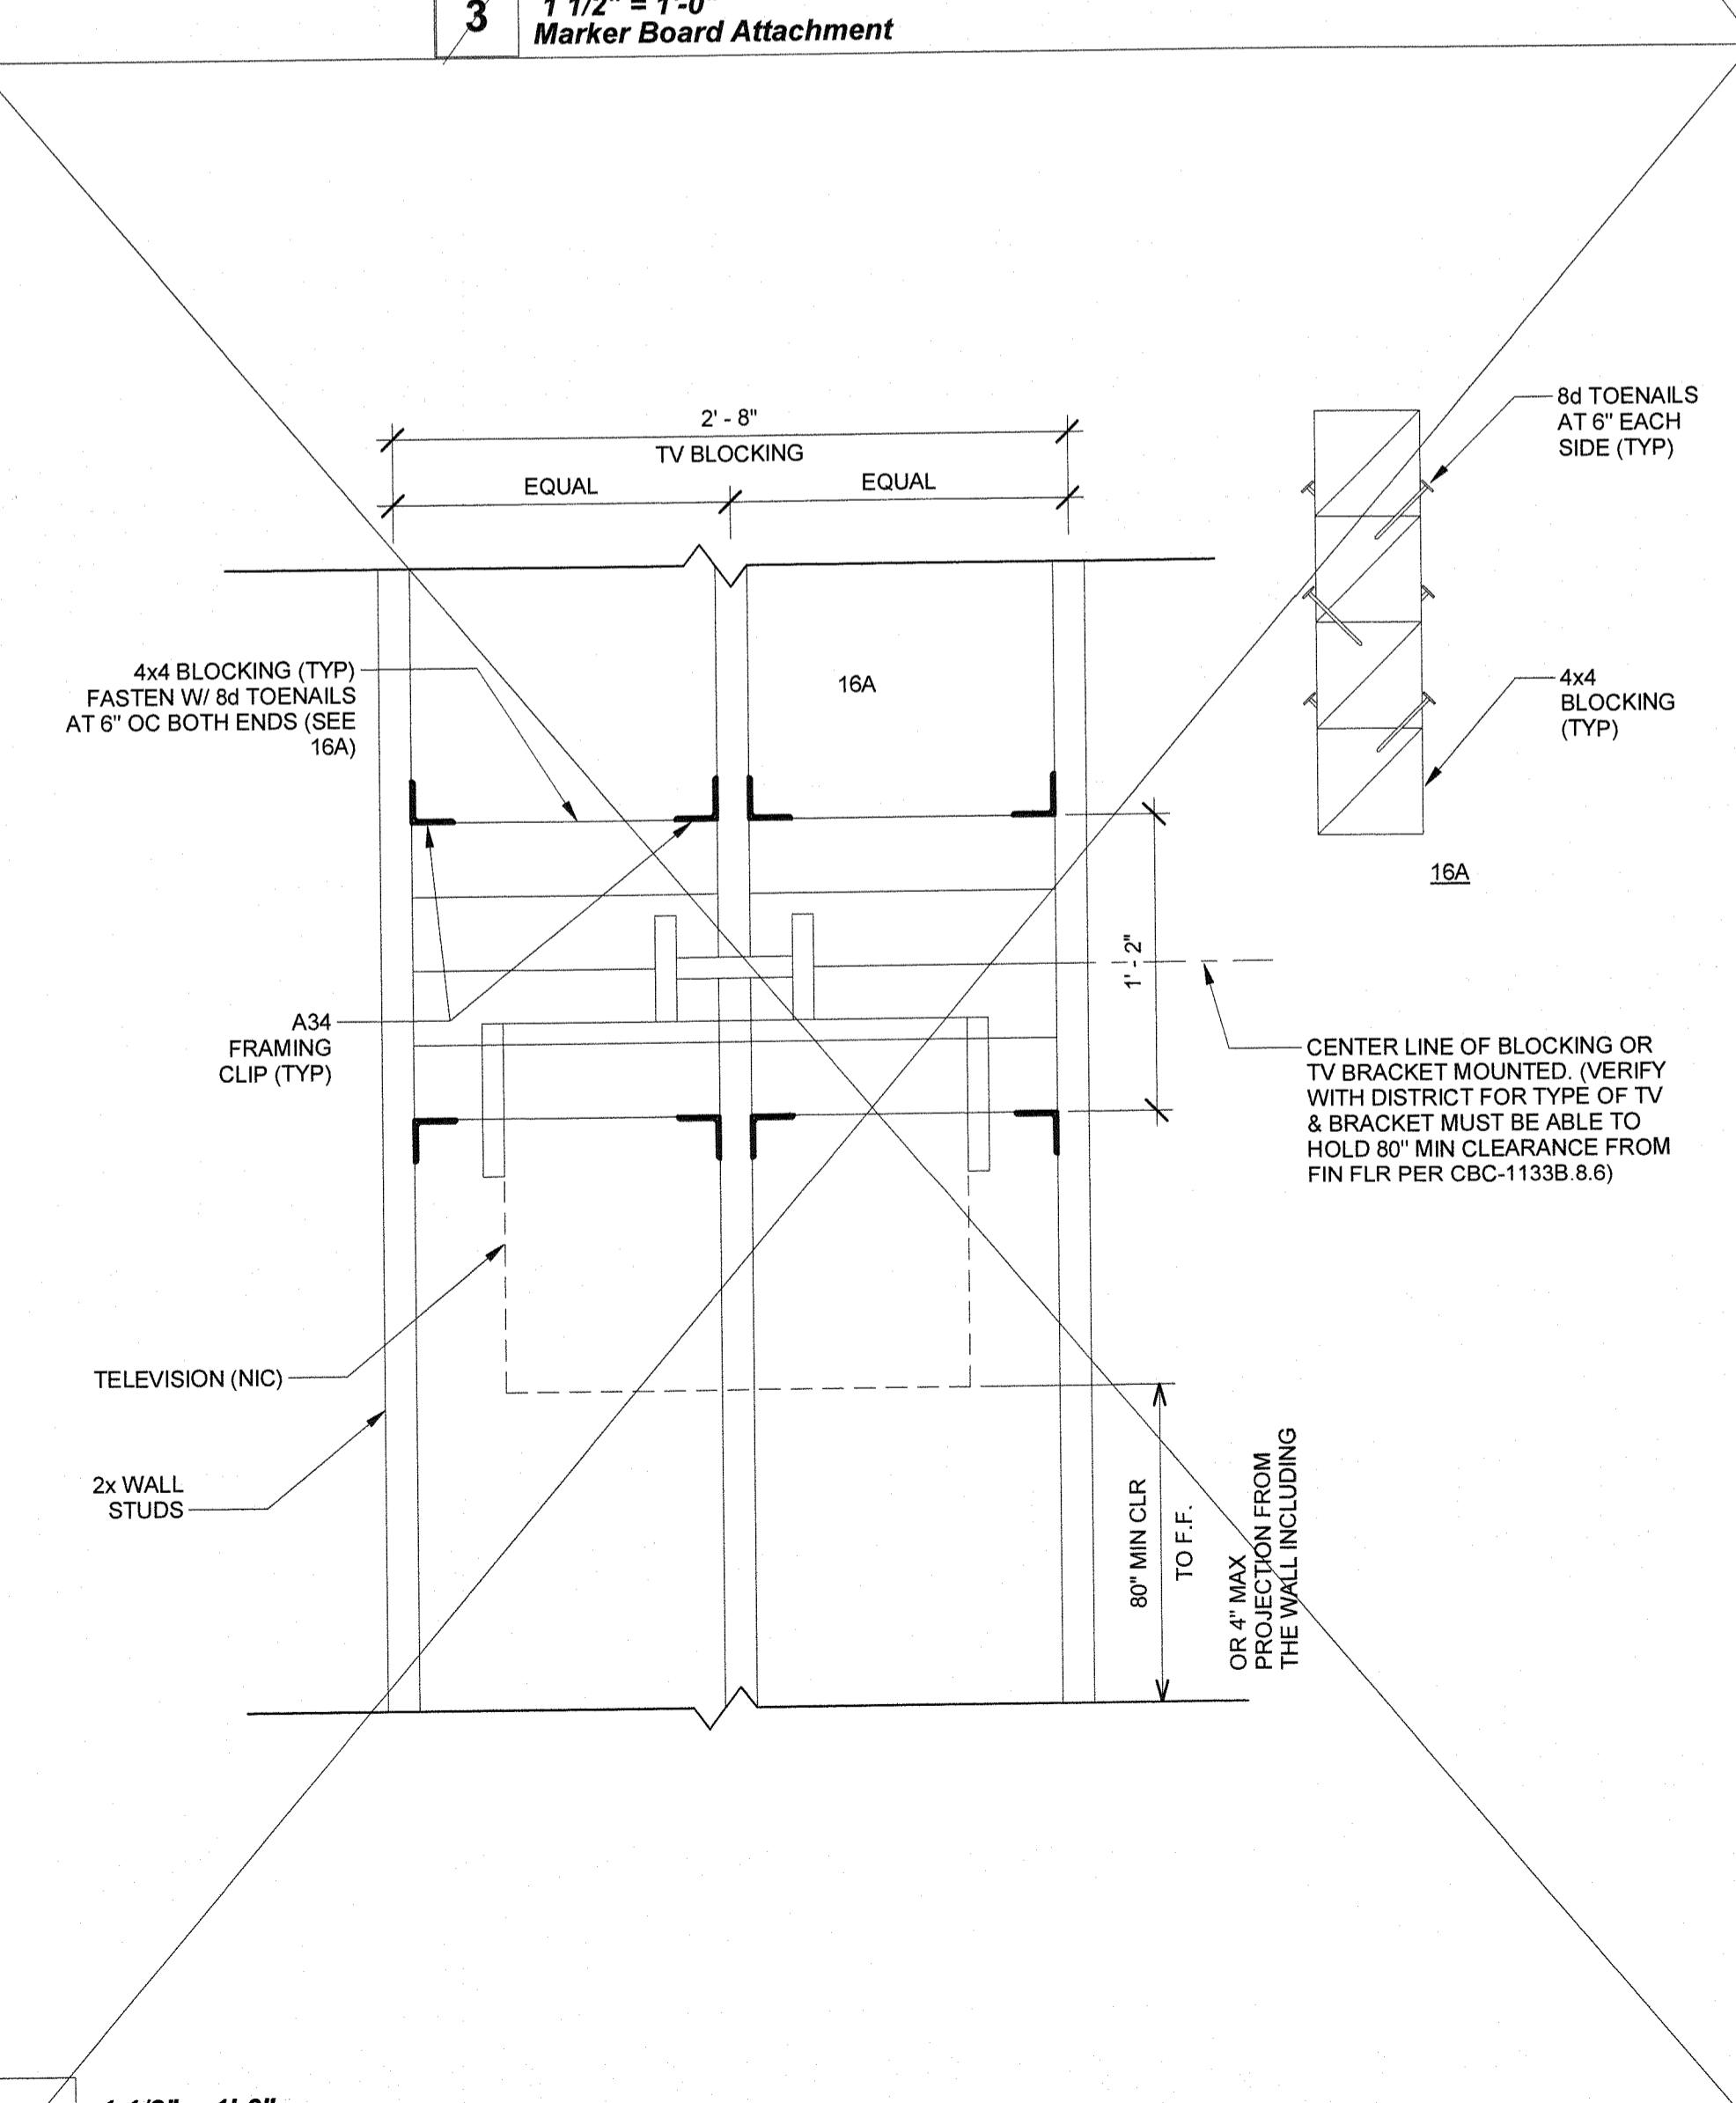 3
1 1/2" = 1'-0"
Marker Board Attachment
2' - 8"
TV BLOCKING
EQUAL
EQUAL
8d TOENAILS
AT 6" EACH
SIDE (TYP)
4x4 BLOCKING (TYP)
FASTEN W/ 8d TOENAILS
AT 6" OC BOTH ENDS (SEE
16A)
16A
4x4
BLOCKING
(TYP)
16A
1' - 2"
A34
FRAMING
CLIP (TYP)
CENTER LINE OF BLOCKING OR
TV BRACKET MOUNTED. (VERIFY
WITH DISTRICT FOR TYPE OF TV
& BRACKET MUST BE ABLE TO
HOLD 80" MIN CLEARANCE FROM
FIN FLR PER CBC-1133B.8.6)
TELEVISION (NIC)
2x WALL
STUDS
80" MIN CLR
TO F.F.
OR 4" MAX
PROJECTION FROM
THE WALL INCLUDING